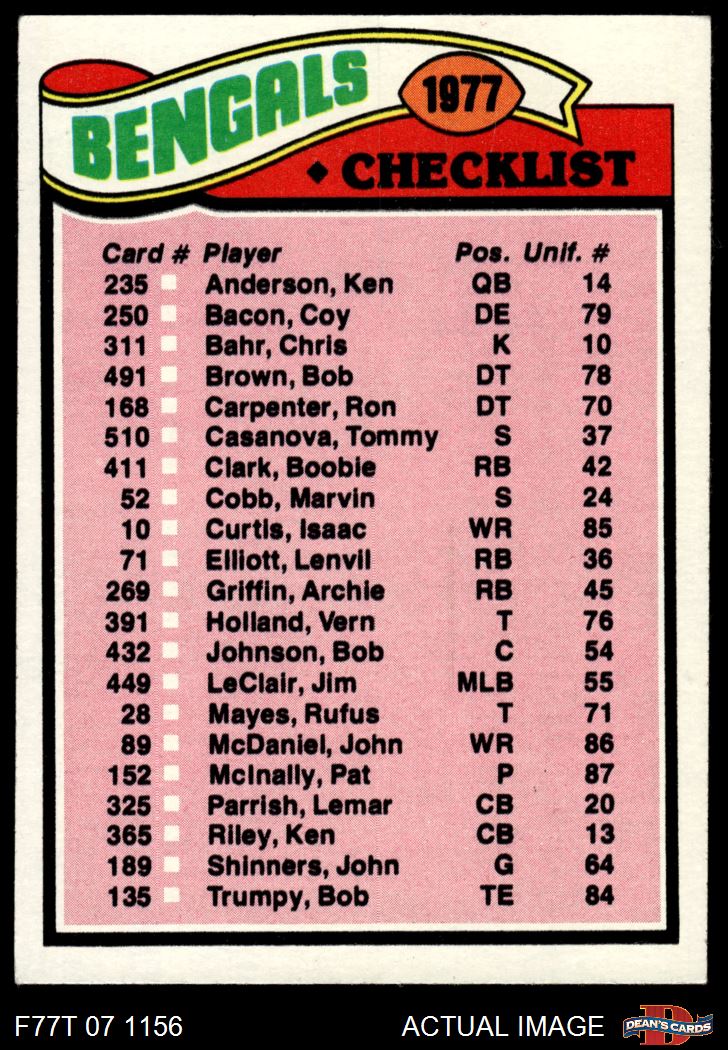 BENGALS
1977
♦ CHECKLIST
Card # Player Pos. Unif. #
235 Anderson, Ken QB 14
250 Bacon, Coy DE 79
311 Bahr, Chris K 10
491 Brown, Bob DT 78
168 Carpenter, Ron DT 70
510 Casanova, Tommy S 37
411 Clark, Boobie RB 42
52 Cobb, Marvin S 24
10 Curtis, Isaac WR 85
71 Elliott, Lenvil RB 36
269 Griffin, Archie RB 45
391 Holland, Vern T 76
432 Johnson, Bob C 54
449 LeClair, Jim MLB 55
28 Mayes, Rufus T 71
89 McDaniel, John WR 86
152 McInally, Pat P 87
325 Parrish, Lemar CB 20
365 Riley, Ken CB 13
189 Shinners, John G 64
135 Trumpy, Bob TE 84
F77T 07 1156 ACTUAL IMAGE
D
DEAN'S CARDS